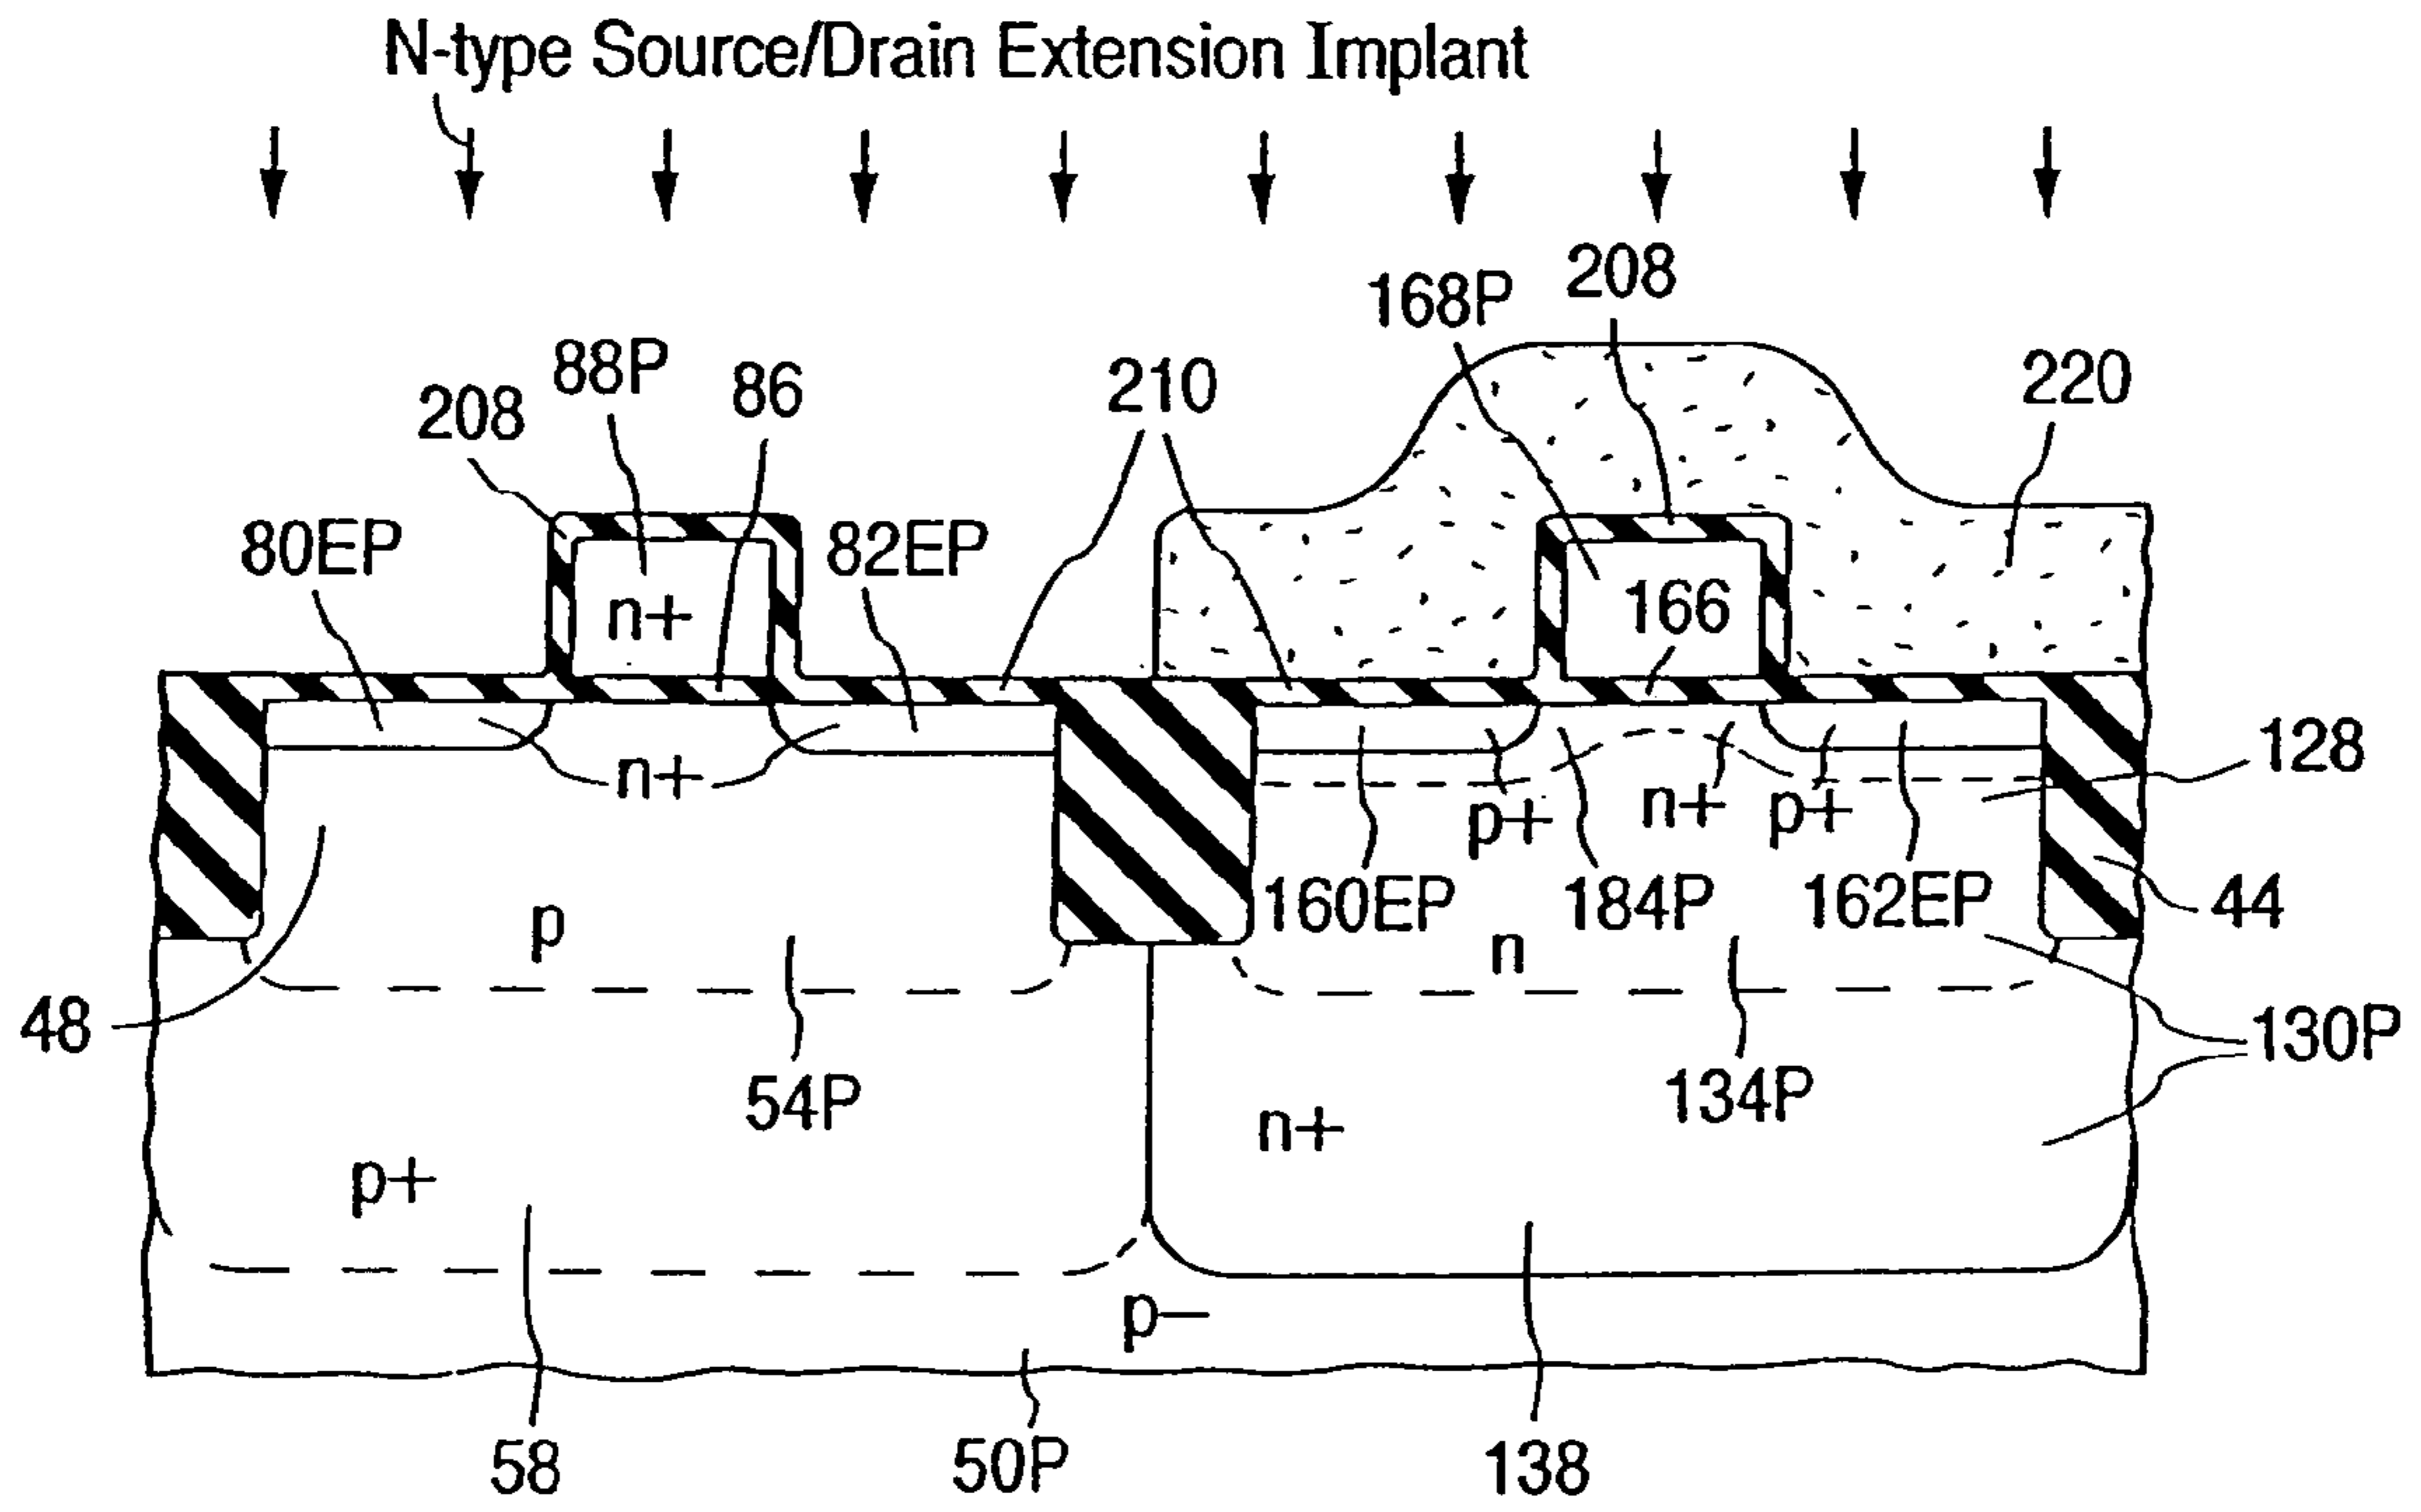 N-type Source/Drain Extension Implant
208
168P
88P
86
210
220
208
80EP
82EP
n+
166
128
n+
n+
p+
p+
160EP
184P
162EP
44
p
n
48
130P
54P
134P
n+
p+
p−
58
50P
138